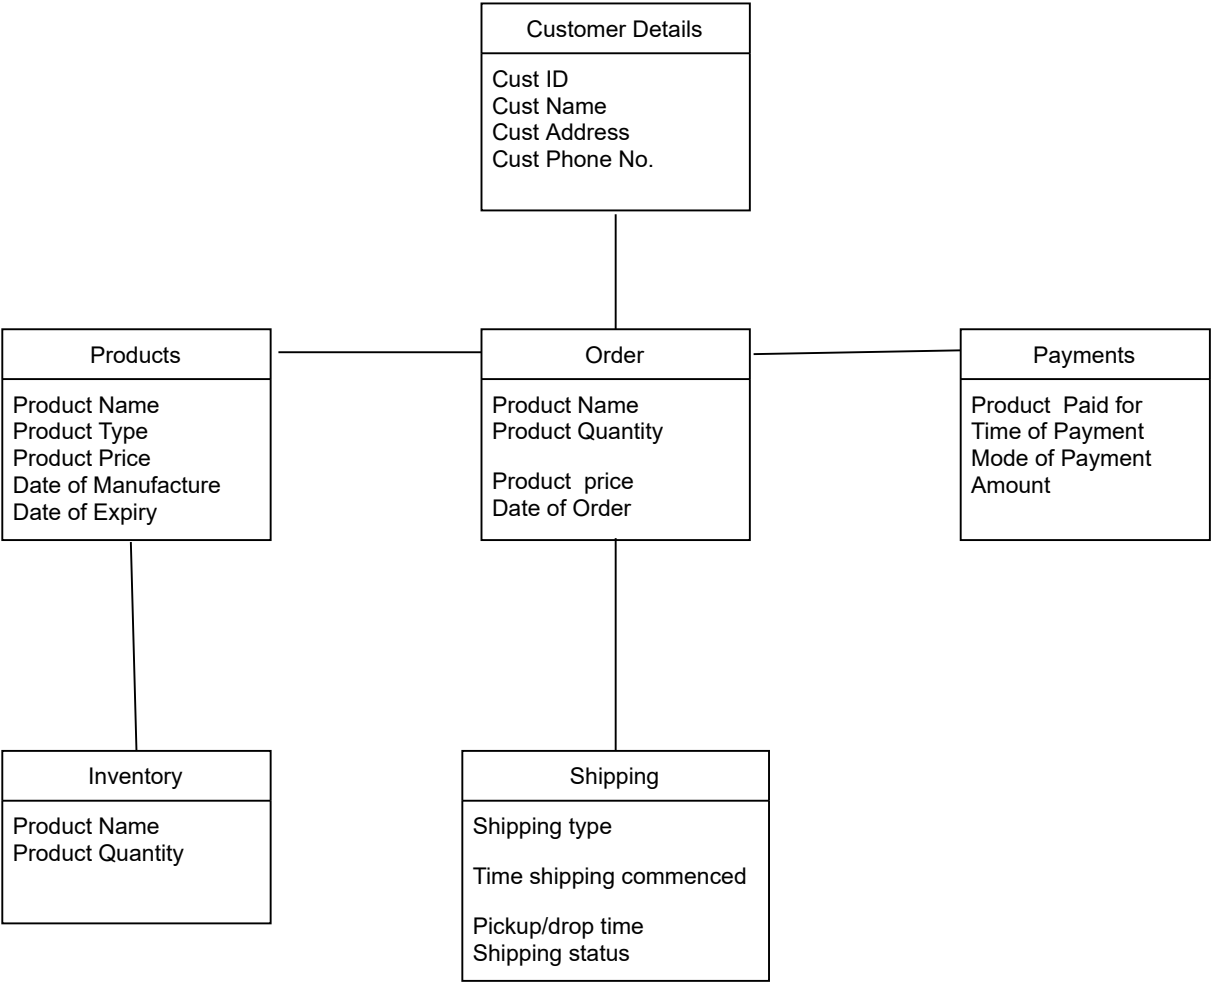 Customer Details
Cust ID
Cust Name
Cust Address
Cust Phone No.
Products
Product Name
Product Type
Product Price
Date of Manufacture
Date of Expiry
Order
Product Name
Product Quantity
Product  price
Date of Order
Payments
Product  Paid for
Time of Payment
Mode of Payment
Amount
Inventory
Product Name
Product Quantity
Shipping
Shipping type
Time shipping commenced
Pickup/drop time
Shipping status